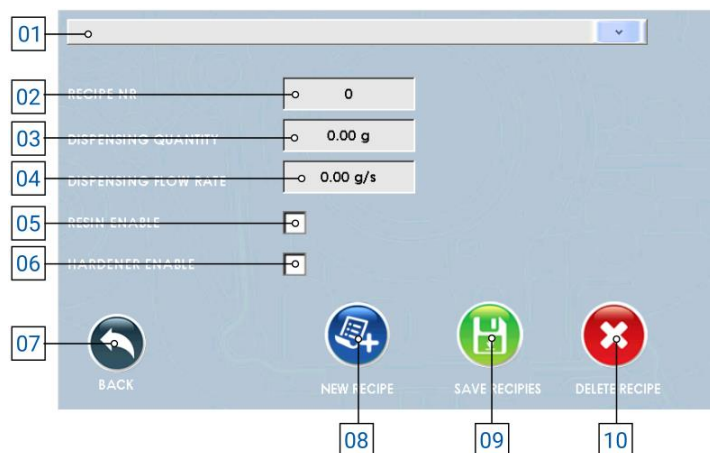 01
02 RECIPE NR 0
03 DISPENSING QUANTITY 0.00 g
04 DISPENSING FLOW RATE 0.00 g/s
05 RESIN ENABLE
06 HARDENER ENABLE
07
BACK NEW RECIPE SAVE RECIPIES DELETE RECIPE
08 09 10